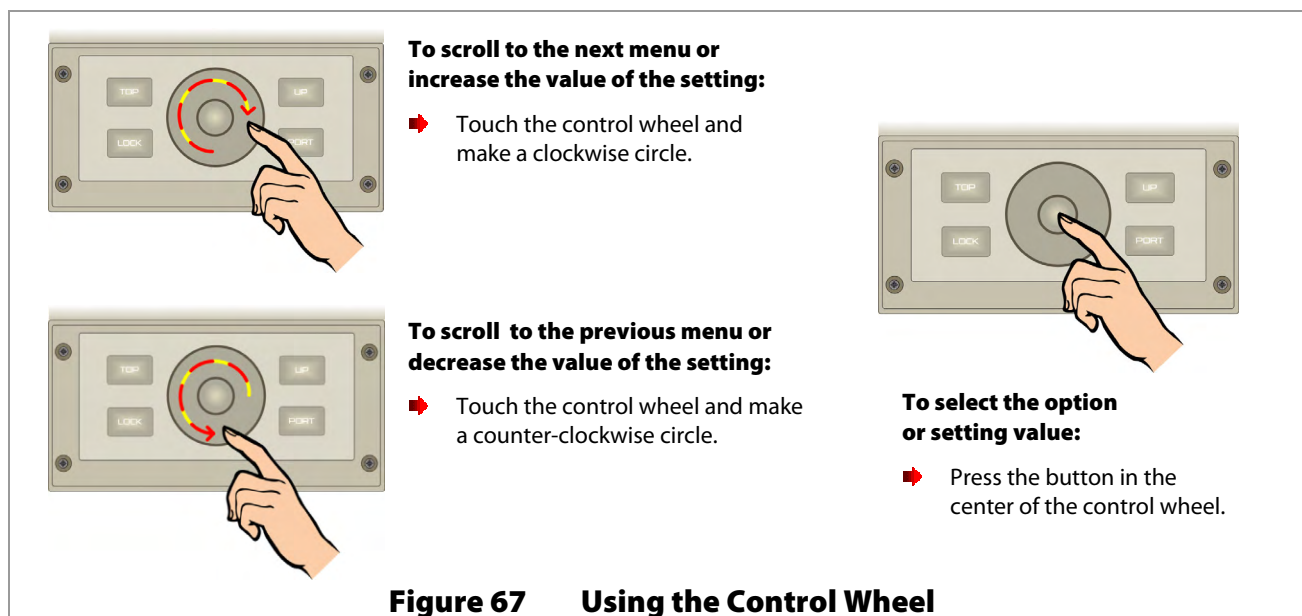 To scroll to the next menu or
increase the value of the setting:
TOP
UP
LOCK
PORT
Touch the control wheel and
make a clockwise circle.
To scroll  to the previous menu or
decrease the value of the setting:
TOP
UP
LOCK
PORT
Touch the control wheel and make
a counter-clockwise circle.
TOP
UP
LOCK
PORT
To select the option
or setting value:
Press the button in the
center of the control wheel.
Figure 67 Using the Control Wheel